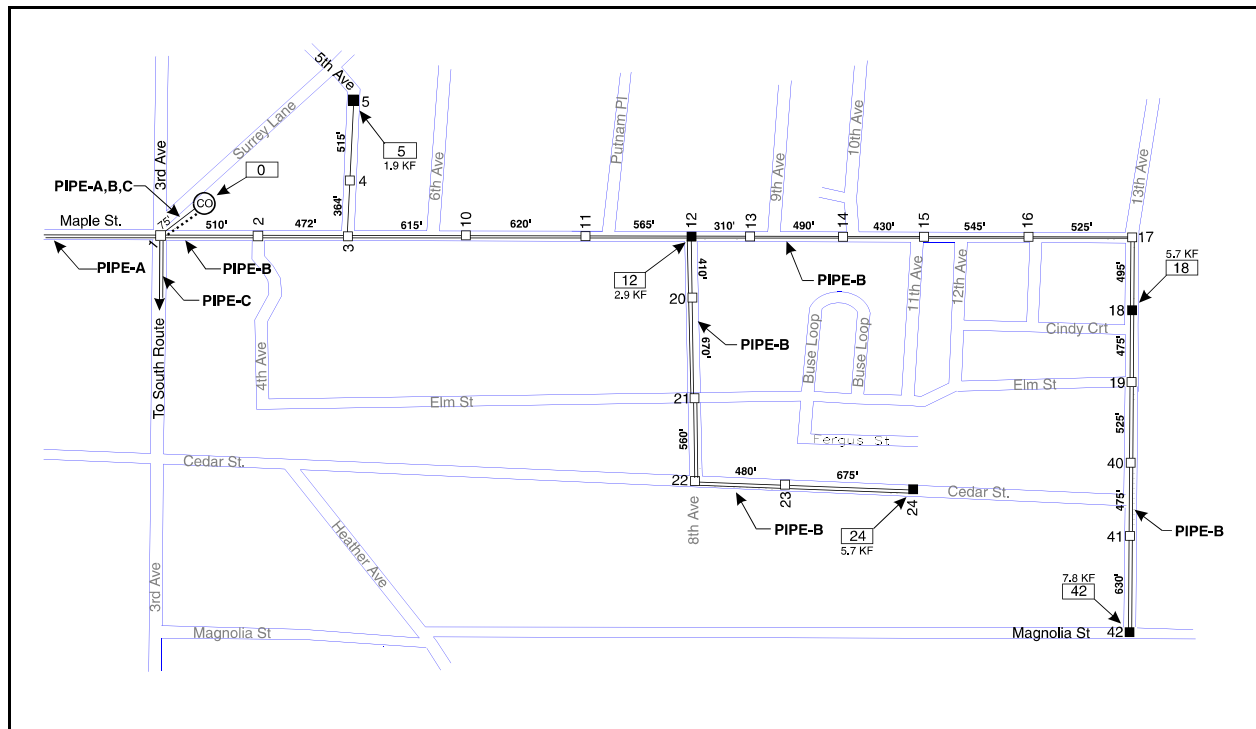 5th Ave
5
5
1.9 KF
515'
4
364'
3rd Ave
Surrey Lane
0
CO
PIPE-A,B,C
75'
Maple St.
1
510'
2
472'
3
615'
10
620'
11
565'
12
310'
13
490'
14
430'
15
545'
16
525'
17
6th Ave
Putnam Pl
9th Ave
10th Ave
13th Ave
PIPE-A
PIPE-B
PIPE-C
To South Route
4th Ave
12
2.9 KF
410'
20
PIPE-B
670'
PIPE-B
21
560'
22
480'
23
675'
24
PIPE-B
24
5.7 KF
8th Ave
Buse Loop
Buse Loop
Fergus St.
11th Ave
12th Ave
Cindy Crt
495'
5.7 KF
18
18
475'
19
525'
40
475'
41
630'
PIPE-B
7.8 KF
42
42
Elm St
Elm St
Cedar St.
Cedar St.
Heather Ave
3rd Ave
Magnolia St
Magnolia St